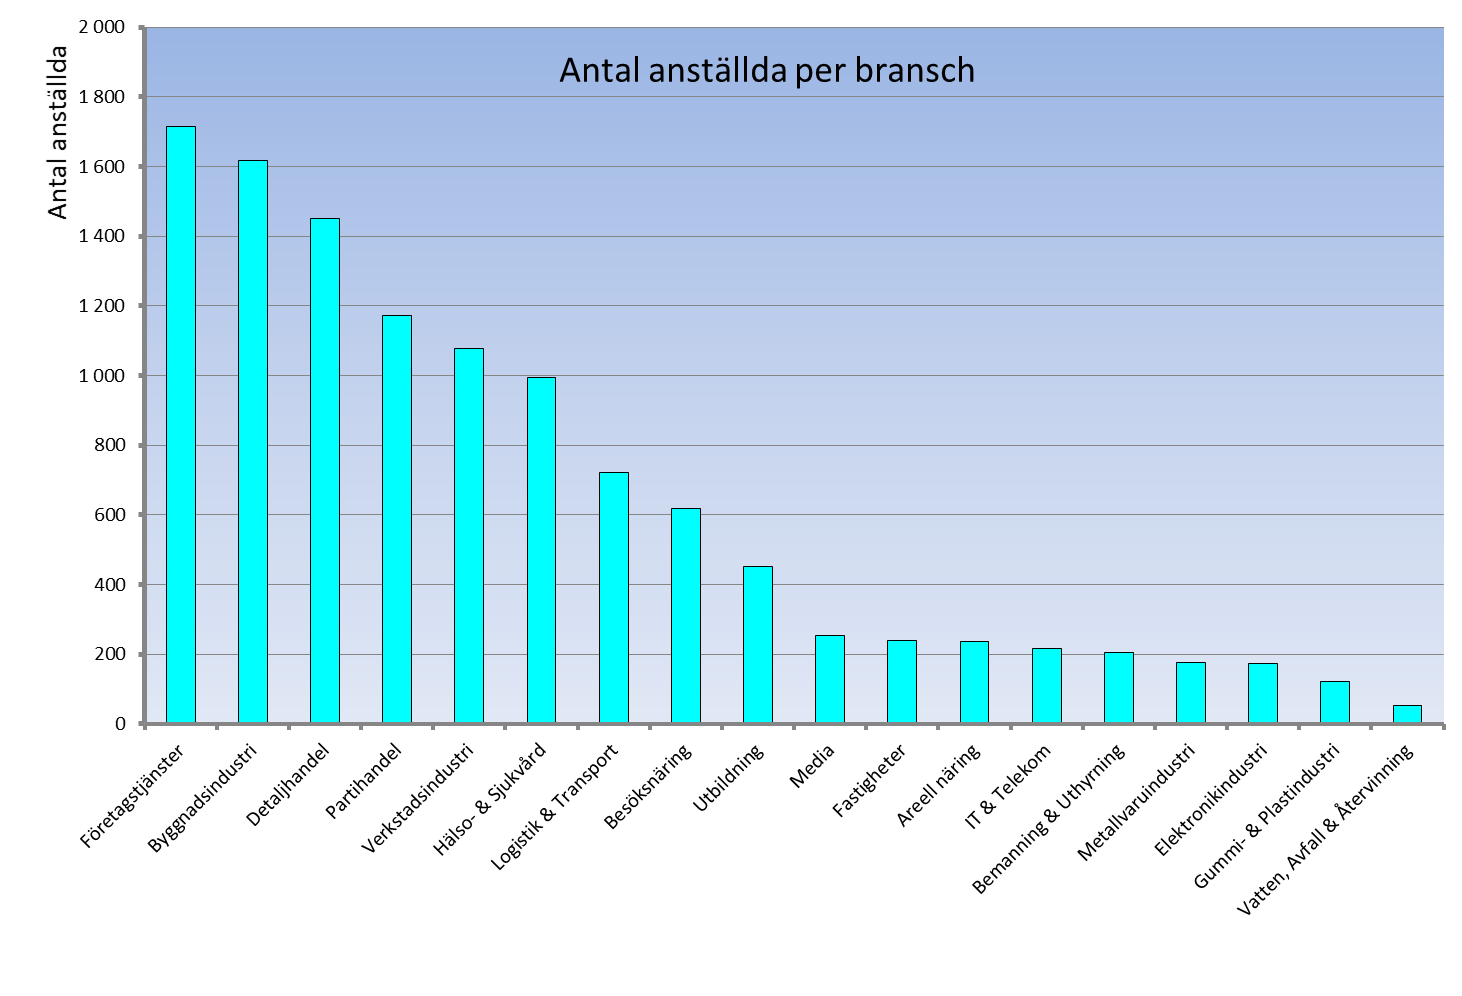 Antal anställda per bransch
Antal anställda
2 000
1 800
1 600
1 400
1 200
1 000
800
600
400
200
0
Företagstjänster
Byggnadsindustri
Detaljhandel
Partihandel
Verkstadsindustri
Hälso- & Sjukvård
Logistik & Transport
Besöksnäring
Utbildning
Media
Fastigheter
Areell näring
IT & Telekom
Bemanning & Uthyrning
Metallvaruindustri
Elektronikindustri
Gummi- & Plastindustri
Vatten, Avfall & Återvinning